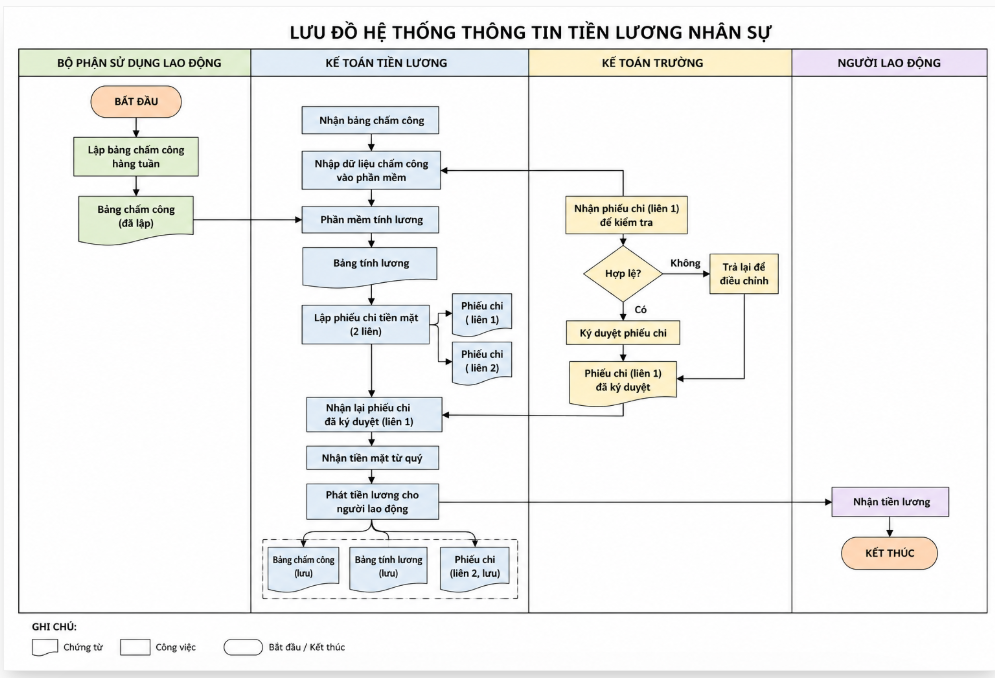 LƯU ĐỒ HỆ THỐNG THÔNG TIN TIỀN LƯƠNG NHÂN SỰ
BỘ PHẬN SỬ DỤNG LAO ĐỘNG
KẾ TOÁN TIỀN LƯƠNG
KẾ TOÁN TRƯỜNG
NGƯỜI LAO ĐỘNG
BẮT ĐẦU
Lập bảng chấm công
hàng tuần
Bảng chấm công
(đã lập)
Nhận bảng chấm công
Nhập dữ liệu chấm công
vào phần mềm
Phần mềm tính lương
Bảng tính lương
Lập phiếu chi tiền mặt
(2 liên)
Phiếu chi
( liên 1)
Phiếu chi
( liên 2)
Nhận lại phiếu chi
đã ký duyệt (liên 1)
Nhận tiền mặt từ quỹ
Phát tiền lương cho
người lao động
Bảng chấm công
(lưu)
Bảng tính lương
(lưu)
Phiếu chi
(liên 2, lưu)
Nhận phiếu chi (liên 1)
để kiểm tra
Hợp lệ?
Không
Trả lại để
điều chỉnh
Có
Ký duyệt phiếu chi
Phiếu chi (liên 1)
đã ký duyệt
Nhận tiền lương
KẾT THÚC
GHI CHÚ:
Chứng từ
Công việc
Bắt đầu / Kết thúc